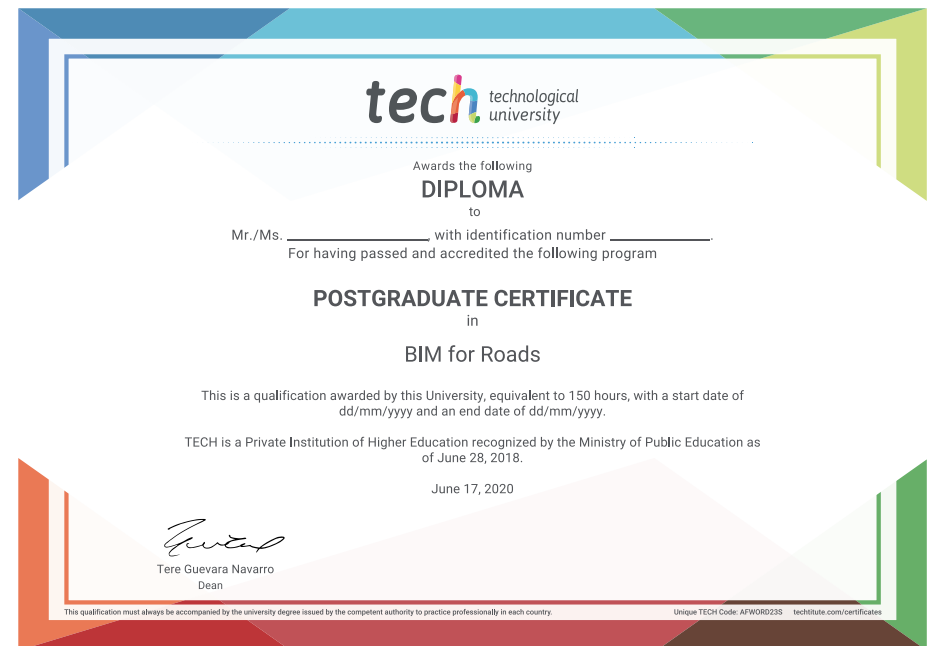 tech technological
university
Awards the following
DIPLOMA
to
Mr./Ms. ____________________, with identification number ______________.
For having passed and accredited the following program
POSTGRADUATE CERTIFICATE
in
BIM for Roads
This is a qualification awarded by this University, equivalent to 150 hours, with a start date of
dd/mm/yyyy and an end date of dd/mm/yyyy.
TECH is a Private Institution of Higher Education recognized by the Ministry of Public Education as
of June 28, 2018.
June 17, 2020
Tere Guevara Navarro
Dean
This qualification must always be accompanied by the university degree issued by the competent authority to practice professionally in each country.
Unique TECH Code: AFWORD23S techtitute.com/certificates